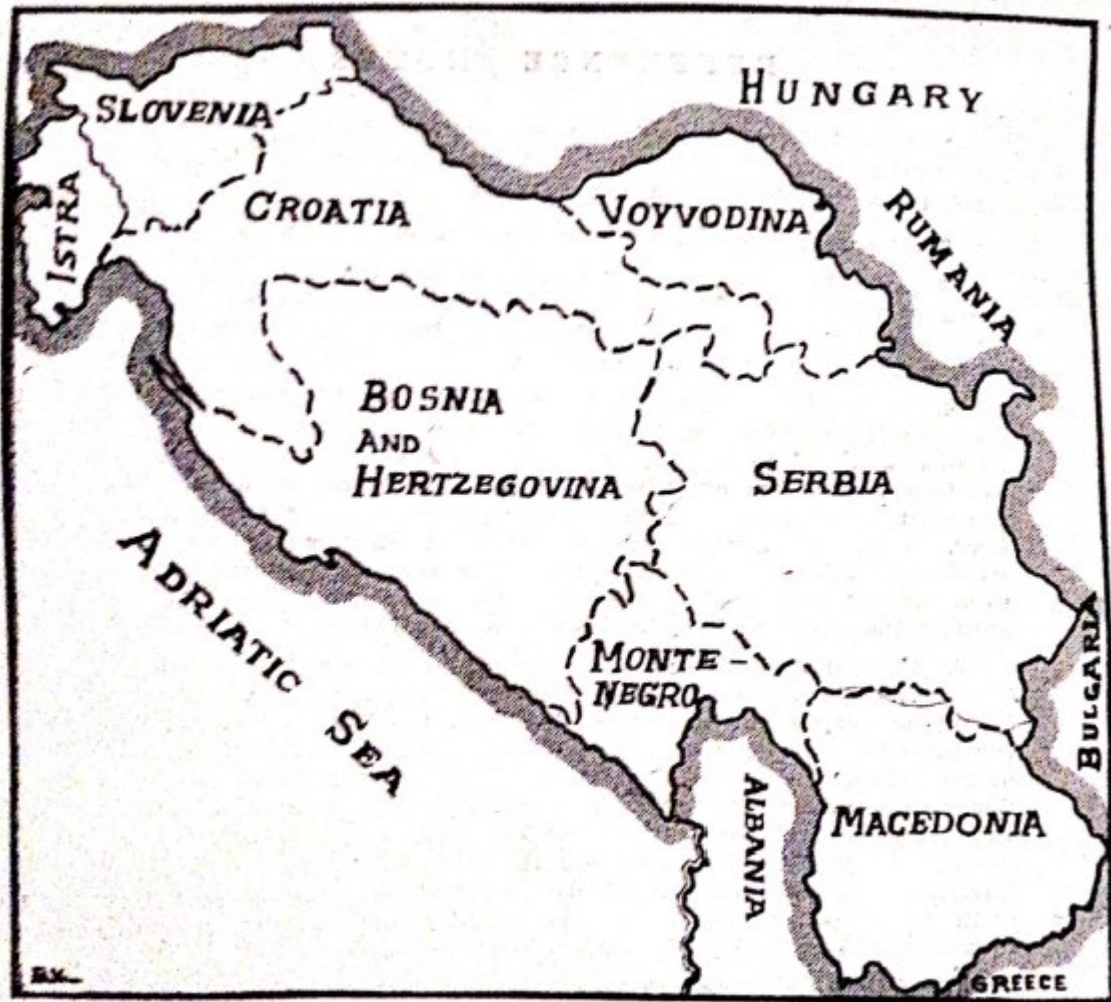 HUNGARY
SLOVENIA
CROATIA
VOYVODINA
ISTRA
RUMANIA
BOSNIA
AND
HERTZEGOVINA
SERBIA
ADRIATIC SEA
MONTE-
NEGRO
BULGARIA
ALBANIA
MACEDONIA
GREECE